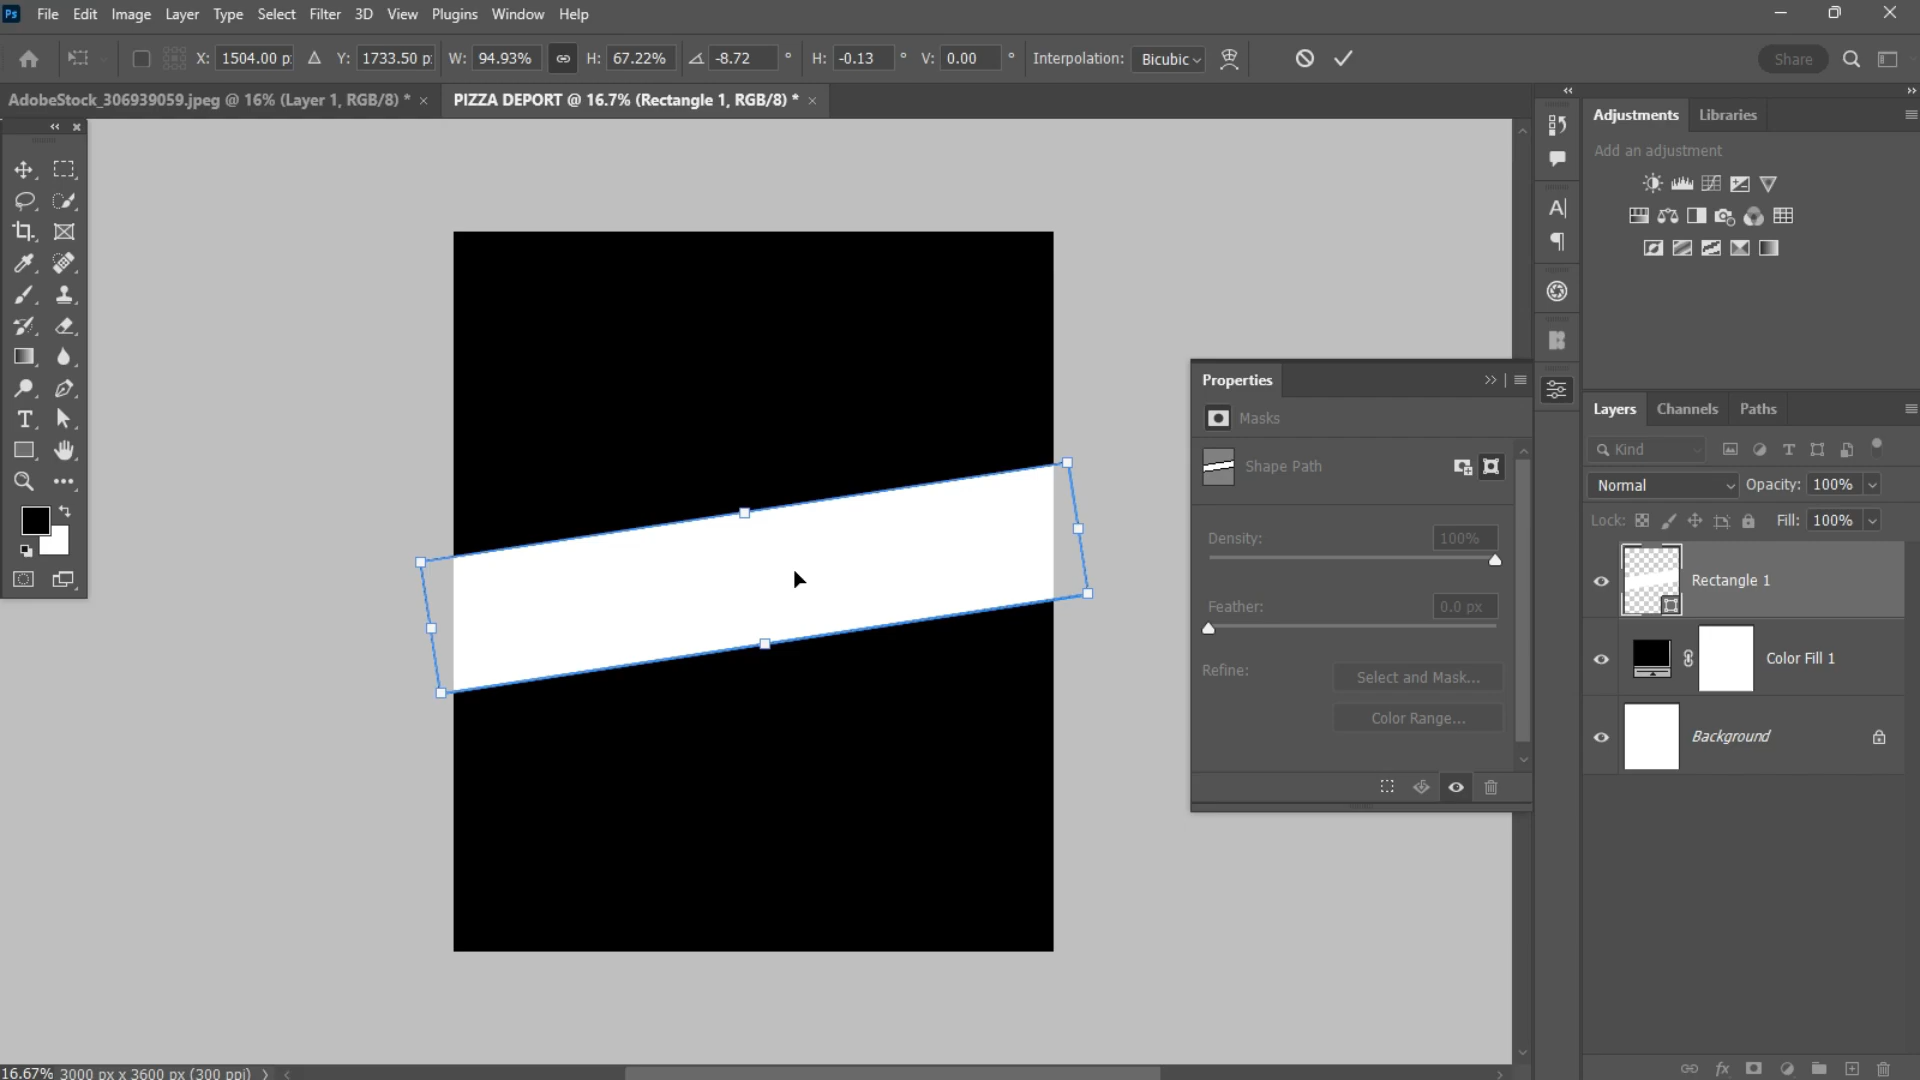 Ps File Edit Image Layer Type Select Filter 3D View Plugins Window Help
X: 1504.00 p Y: 1733.50 p W: 94.93% H: 67.22% -8.72 ° H: -0.13 ° V: 0.00 ° Interpolation: Bicubic Share
AdobeStock_306939059.jpeg @ 16% (Layer 1, RGB/8) * × PIZZA DEPORT @ 16.7% (Rectangle 1, RGB/8) * ×
Adjustments Libraries
Add an adjustment
Properties
Masks
Shape Path
Density: 100%
Feather: 0.0 px
Refine: Select and Mask...
Color Range...
Layers Channels Paths
Kind
Normal Opacity: 100%
Lock: Fill: 100%
Rectangle 1
Color Fill 1
Background
16.67% 3000 px x 3600 px (300 ppi)